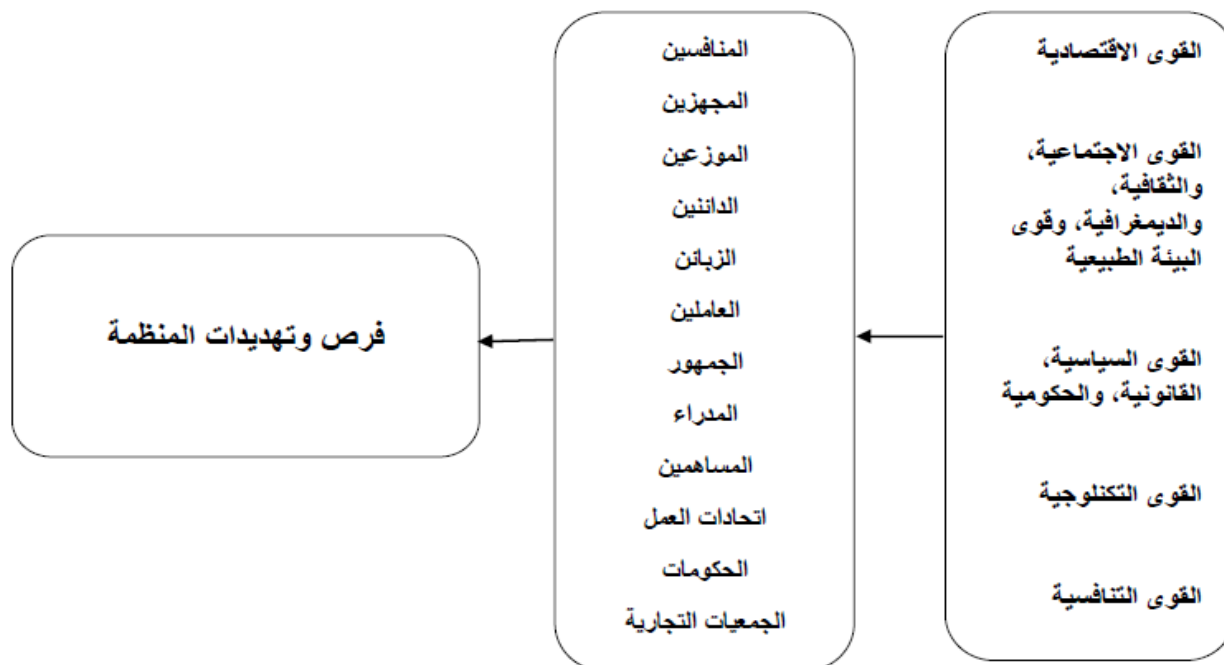 القوى الاقتصادية
القوى الاجتماعية،
والثقافية،
والديمغرافية، وقوى
البيئة الطبيعية
القوى السياسية،
القانونية، والحكومية
القوى التكنلوجية
القوى التنافسية
المنافسين
المجهزين
الموزعين
الدائنين
الزبائن
العاملين
الجمهور
المدراء
المساهمين
اتحادات العمل
الحكومات
الجمعيات التجارية
فرص وتهديدات المنظمة